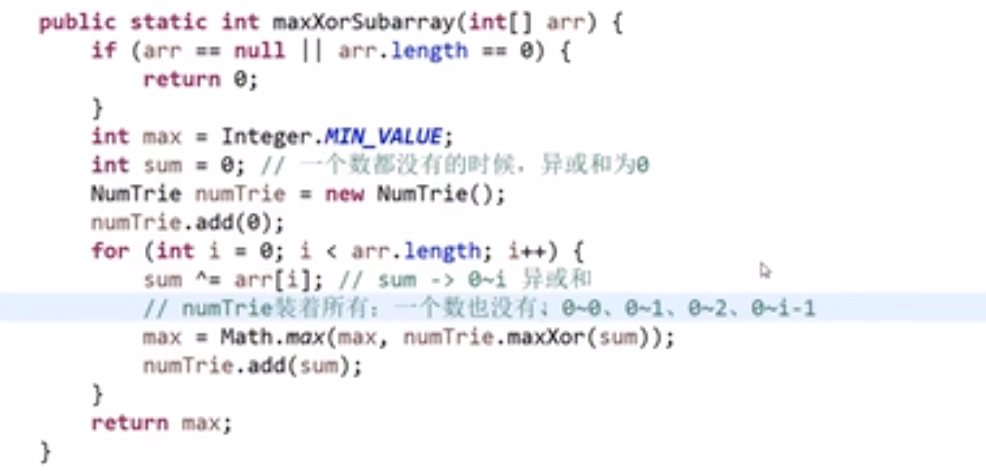 public static int maxXorSubarray(int[] arr) {
if (arr == null || arr.length == 0) {
return 0;
}
int max = Integer.MIN_VALUE;
int sum = 0; // 一个数都没有的时候，异或和为0
NumTrie numTrie = new NumTrie();
numTrie.add(0);
for (int i = 0; i < arr.length; i++) {
sum ^= arr[i]; // sum -> 0~i 异或和
// numTrie装着所有：一个数也没有；0~0、0~1、0~2、0~i-1
max = Math.max(max, numTrie.maxXor(sum));
numTrie.add(sum);
}
return max;
}